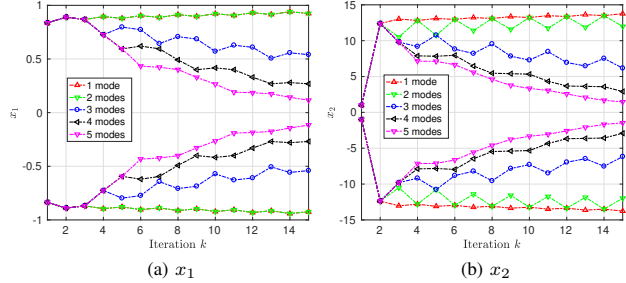 1
0.5
0
-0.5
-1
x₁
1 mode
2 modes
3 modes
4 modes
5 modes
2 4 6 8 10 12 14
Iteration k
(a) x₁
15
10
5
0
-5
-10
-15
x₂
1 mode
2 modes
3 modes
4 modes
5 modes
2 4 6 8 10 12 14
Iteration k
(b) x₂